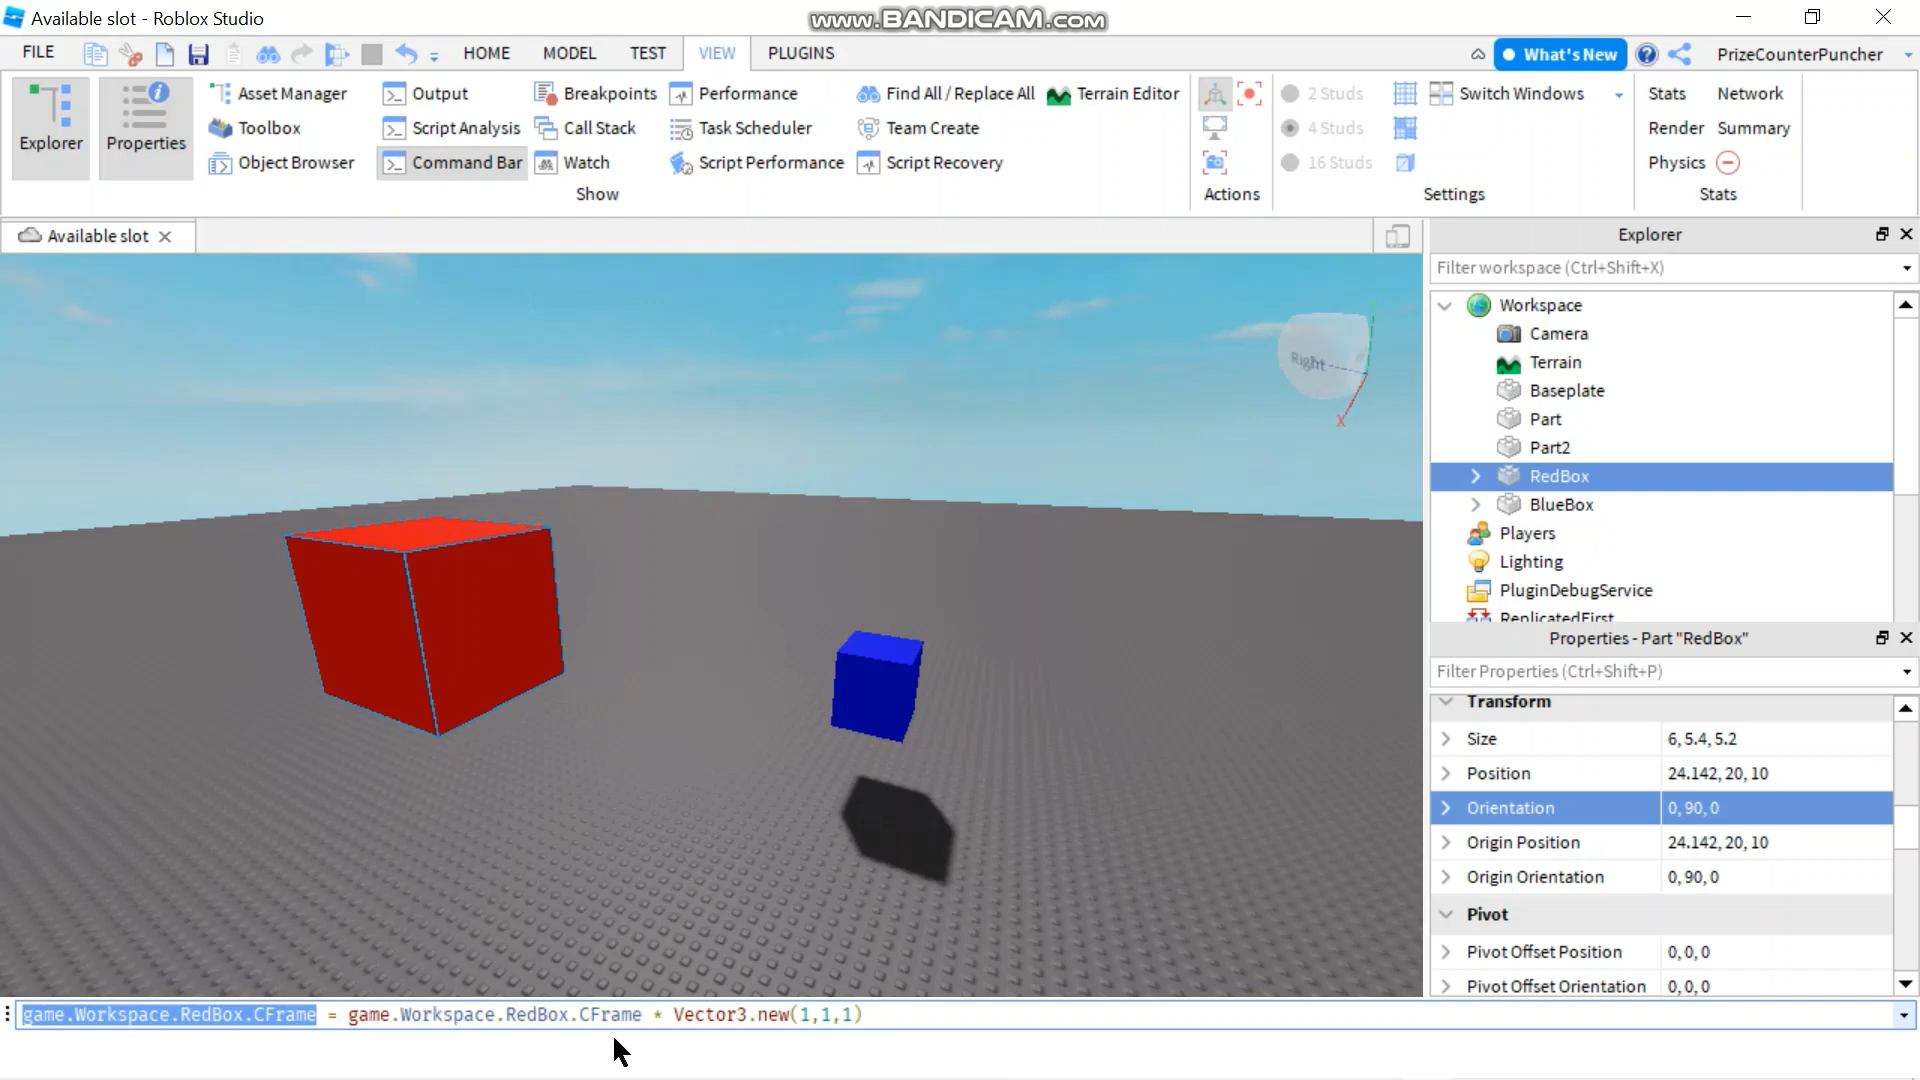 Available slot - Roblox Studio
www.BANDICAM.com
FILE
HOME
MODEL
TEST
VIEW
PLUGINS
What's New
PrizeCounterPuncher
Explorer
Properties
Asset Manager
Toolbox
Object Browser
Output
Script Analysis
Command Bar
Breakpoints
Call Stack
Watch
Performance
Task Scheduler
Script Performance
Find All / Replace All
Team Create
Script Recovery
Terrain Editor
Show
Actions
2 Studs
4 Studs
16 Studs
Switch Windows
Settings
Stats
Network
Render
Summary
Physics
Stats
Available slot
Right
X
Explorer
Filter workspace (Ctrl+Shift+X)
Workspace
Camera
Terrain
Baseplate
Part
Part2
RedBox
BlueBox
Players
Lighting
PluginDebugService
ReplicatedFirst
Properties - Part "RedBox"
Filter Properties (Ctrl+Shift+P)
Transform
Size 6, 5.4, 5.2
Position 24.142, 20, 10
Orientation 0, 90, 0
Origin Position 24.142, 20, 10
Origin Orientation 0, 90, 0
Pivot
Pivot Offset Position 0, 0, 0
Pivot Offset Orientation 0, 0, 0
game.Workspace.RedBox.CFrame = game.Workspace.RedBox.CFrame * Vector3.new(1,1,1)